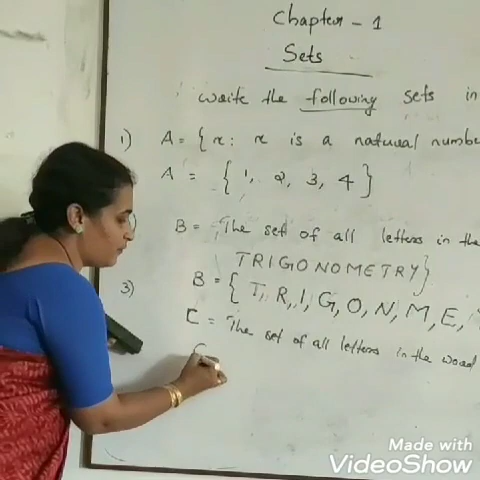 Chapter - 1
Sets
Write the following sets in
1) A = { x : x is a natural numbe
A = { 1, 2, 3, 4 }
) B = The set of all letters in the
TRIGONOMETRY}
3) B = { T, R, I, G, O, N, M, E,
C = The set of all letters in the word
C
Made with
VideoShow